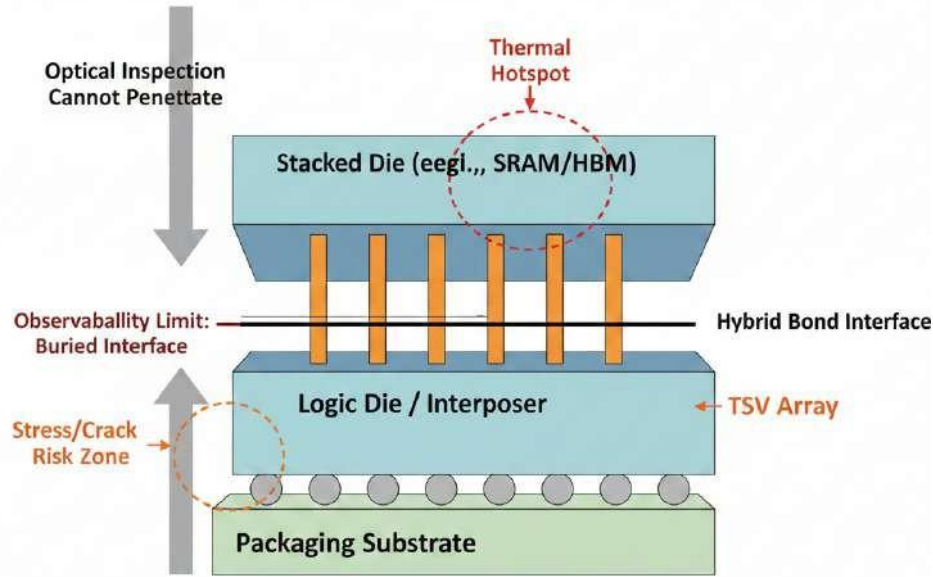 Optical Inspection
Cannot Penettate
Thermal
Hotspot
Stacked Die (eegi.,,, SRAM/HBM)
Observaballity Limit:
Buried Interface
Hybrid Bond Interface
Logic Die / Interposer
TSV Array
Stress/Crack
Risk Zone
Packaging Substrate